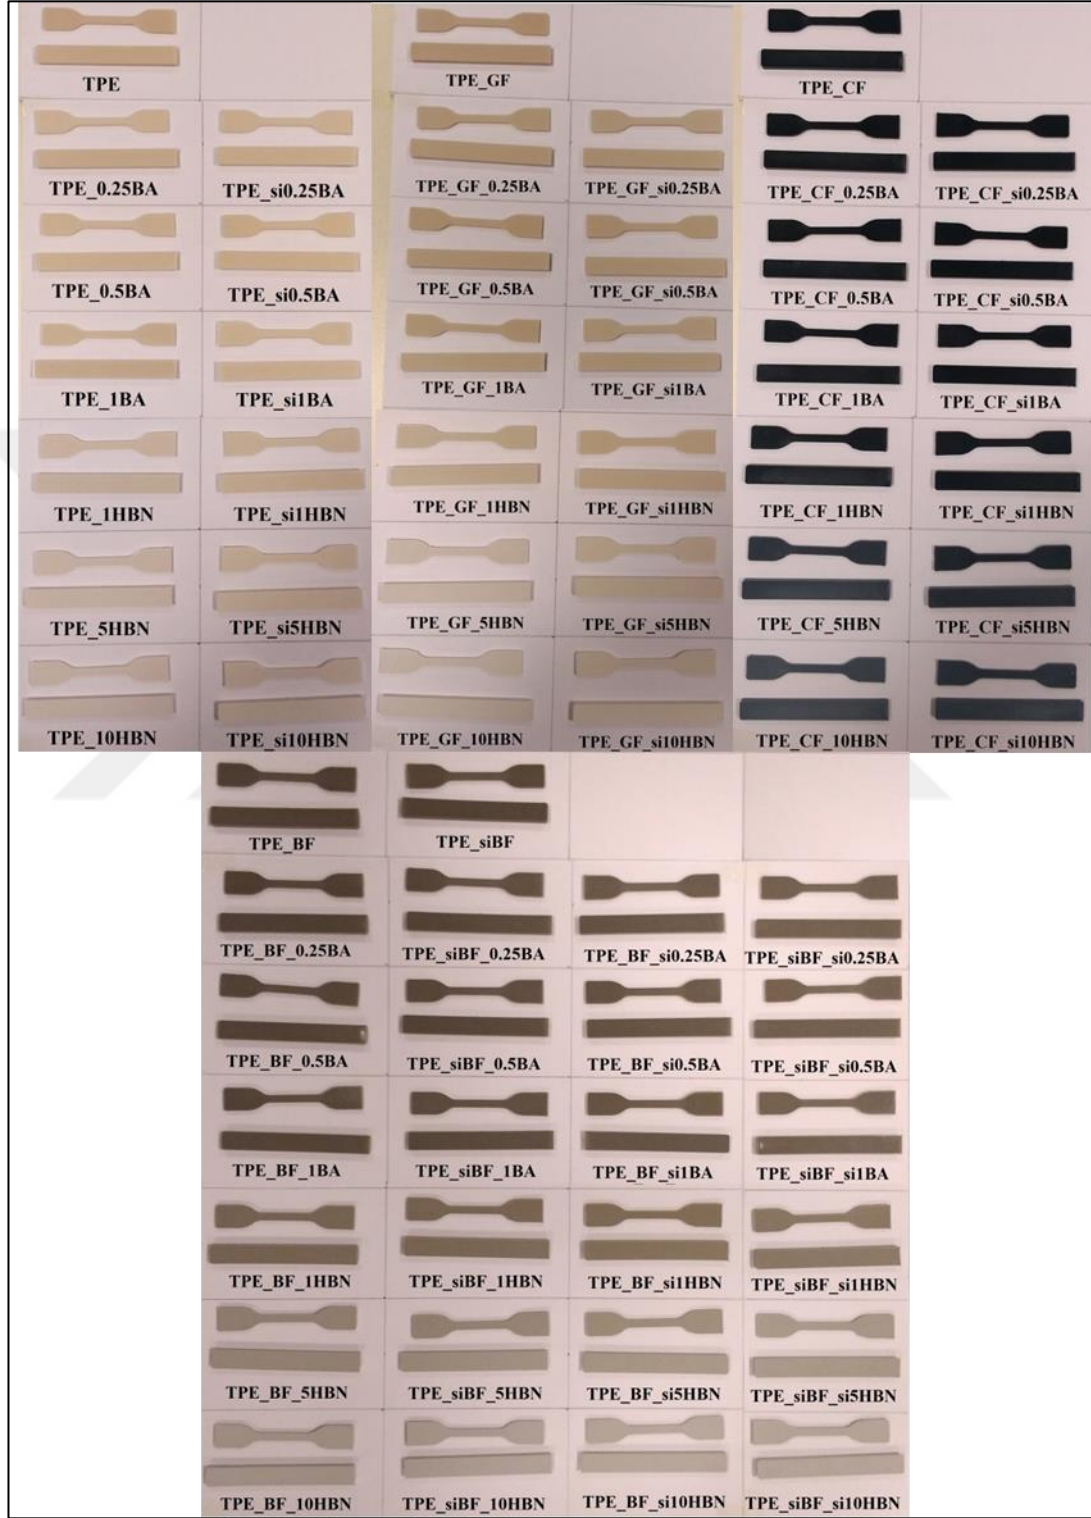 TPE TPE_GF TPE_CF
TPE_0.25BA TPE_si0.25BA TPE_GF_0.25BA TPE_GF_si0.25BA TPE_CF_0.25BA TPE_CF_si0.25BA
TPE_0.5BA TPE_si0.5BA TPE_GF_0.5BA TPE_GF_si0.5BA TPE_CF_0.5BA TPE_CF_si0.5BA
TPE_1BA TPE_si1BA TPE_GF_1BA TPE_GF_si1BA TPE_CF_1BA TPE_CF_si1BA
TPE_1HBN TPE_si1HBN TPE_GF_1HBN TPE_GF_si1HBN TPE_CF_1HBN TPE_CF_si1HBN
TPE_5HBN TPE_si5HBN TPE_GF_5HBN TPE_GF_si5HBN TPE_CF_5HBN TPE_CF_si5HBN
TPE_10HBN TPE_si10HBN TPE_GF_10HBN TPE_GF_si10HBN TPE_CF_10HBN TPE_CF_si10HBN
TPE_BF TPE_siBF
TPE_BF_0.25BA TPE_siBF_0.25BA TPE_BF_si0.25BA TPE_siBF_si0.25BA
TPE_BF_0.5BA TPE_siBF_0.5BA TPE_BF_si0.5BA TPE_siBF_si0.5BA
TPE_BF_1BA TPE_siBF_1BA TPE_BF_si1BA TPE_siBF_si1BA
TPE_BF_1HBN TPE_siBF_1HBN TPE_BF_si1HBN TPE_siBF_si1HBN
TPE_BF_5HBN TPE_siBF_5HBN TPE_BF_si5HBN TPE_siBF_si5HBN
TPE_BF_10HBN TPE_siBF_10HBN TPE_BF_si10HBN TPE_siBF_si10HBN